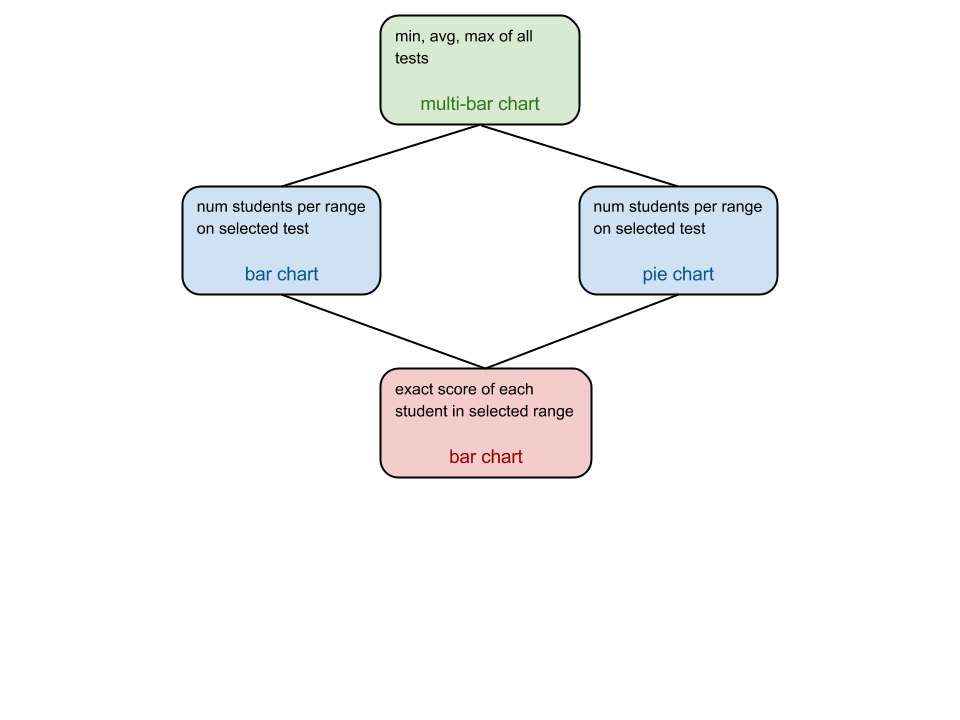 min, avg, max of all
tests
multi-bar chart
num students per range
on selected test
bar chart
num students per range
on selected test
pie chart
exact score of each
student in selected range
bar chart